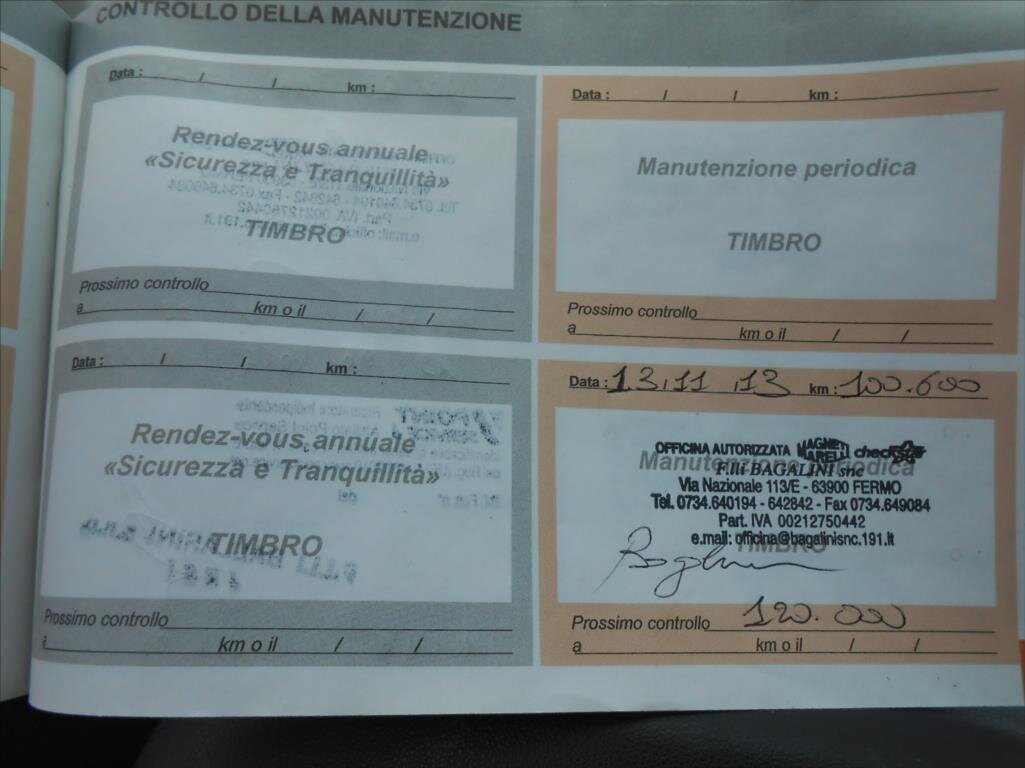 CONTROLLO DELLA MANUTENZIONE
Data : / / km :
Rendez-vous annuale
«Sicurezza e Tranquillità»
TIMBRO
Prossimo controllo
a km o il / /
Data : / / km :
Manutenzione periodica
TIMBRO
Prossimo controllo
a km o il / /
Data : / / km :
Rendez-vous annuale
«Sicurezza e Tranquillità»
TIMBRO
Prossimo controllo
a km o il / /
Data : 13.11.13 km : 100.600
Manutenzione periodica
OFFICINA AUTORIZZATA MAGNETI MARELLI checkstar
F.lli BAGALINI snc
Via Nazionale 113/E - 63900 FERMO
Tel. 0734.640194 - 642842 - Fax 0734.649084
Part. IVA 00212750442
e.mail: officina@bagalinisnc.191.it
TIMBRO
Prossimo controllo 120.000
a km o il / /